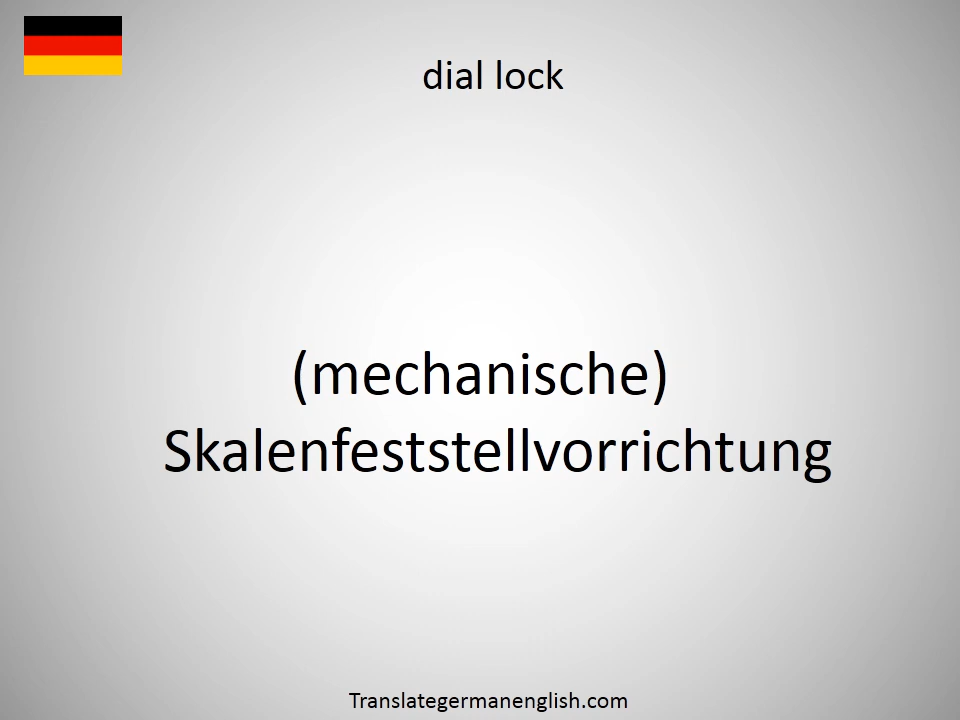 dial lock
(mechanische)
Skalenfeststellvorrichtung
Translategermanenglish.com